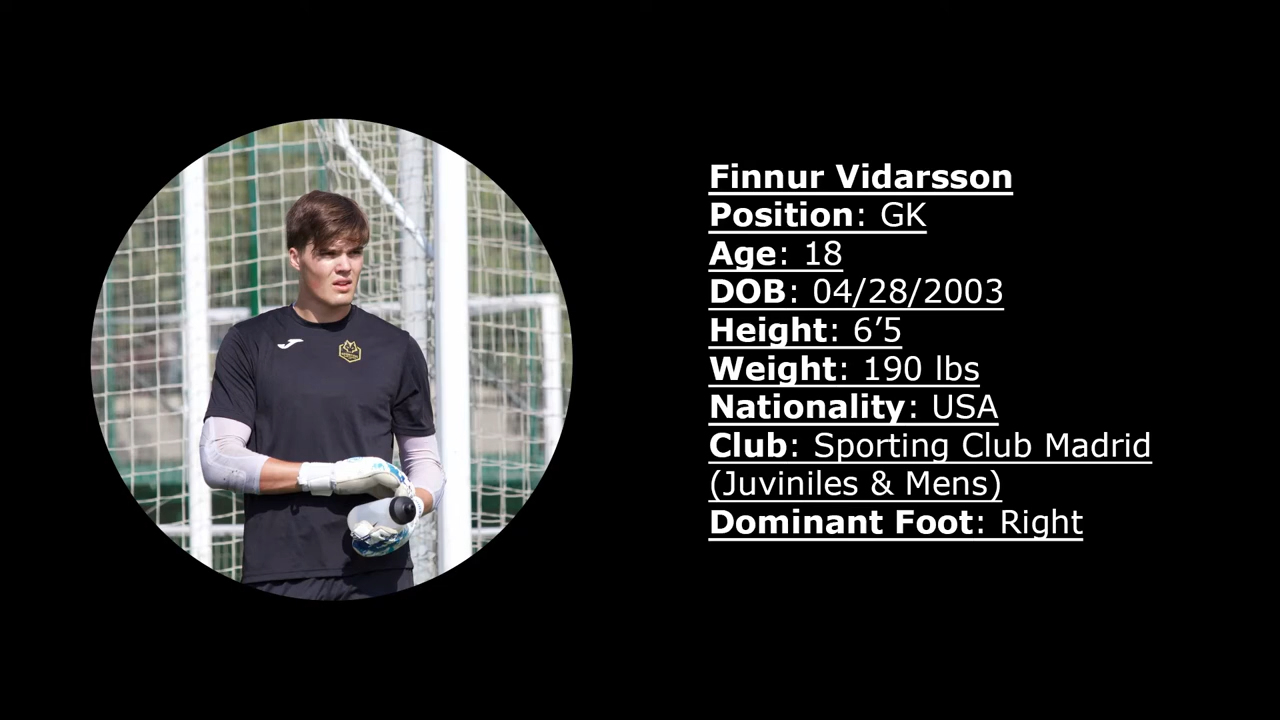 Finnur Vidarsson
Position: GK
Age: 18
DOB: 04/28/2003
Height: 6’5
Weight: 190 lbs
Nationality: USA
Club: Sporting Club Madrid
(Juviniles & Mens)
Dominant Foot: Right